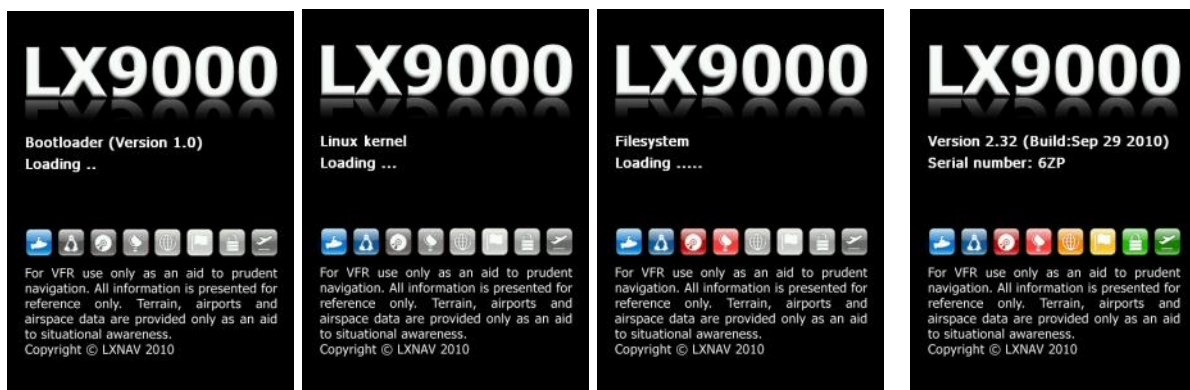 LX9000
Bootloader (Version 1.0)
Loading ..
For VFR use only as an aid to prudent
navigation. All information is presented for
reference only. Terrain, airports and
airspace data are provided only as an aid
to situational awareness.
Copyright © LXNAV 2010
LX9000
Linux kernel
Loading ...
For VFR use only as an aid to prudent
navigation. All information is presented for
reference only. Terrain, airports and
airspace data are provided only as an aid
to situational awareness.
Copyright © LXNAV 2010
LX9000
Filesystem
Loading .....
For VFR use only as an aid to prudent
navigation. All information is presented for
reference only. Terrain, airports and
airspace data are provided only as an aid
to situational awareness.
Copyright © LXNAV 2010
LX9000
Version 2.32 (Build:Sep 29 2010)
Serial number: 6ZP
For VFR use only as an aid to prudent
navigation. All information is presented for
reference only. Terrain, airports and
airspace data are provided only as an aid
to situational awareness.
Copyright © LXNAV 2010